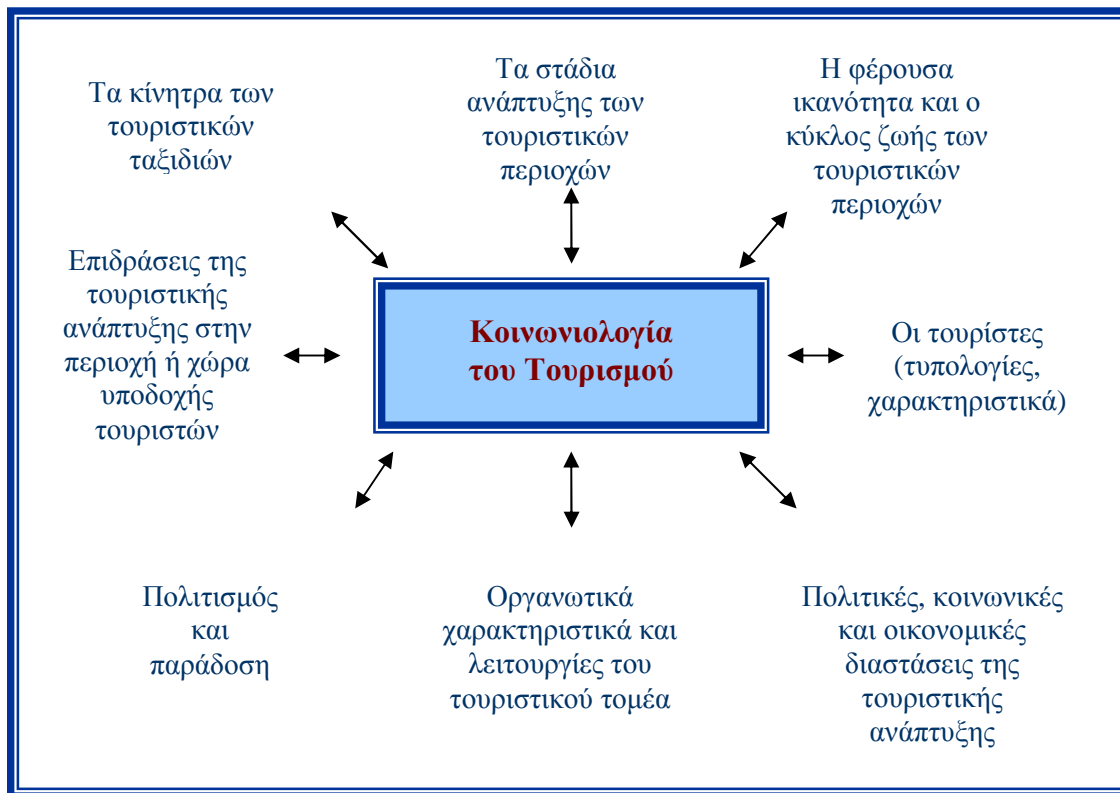 Τα κίνητρα των
τουριστικών
ταξιδιών
Τα στάδια
ανάπτυξης των
τουριστικών
περιοχών
Η φέρουσα
ικανότητα και ο
κύκλος ζωής των
τουριστικών
περιοχών
Επιδράσεις της
τουριστικής
ανάπτυξης στην
περιοχή ή χώρα
υποδοχής
τουριστών
Κοινωνιολογία
του Τουρισμού
Οι τουρίστες
(τυπολογίες,
χαρακτηριστικά)
Πολιτισμός
και
παράδοση
Οργανωτικά
χαρακτηριστικά και
λειτουργίες του
τουριστικού τομέα
Πολιτικές, κοινωνικές
και οικονομικές
διαστάσεις της
τουριστικής
ανάπτυξης